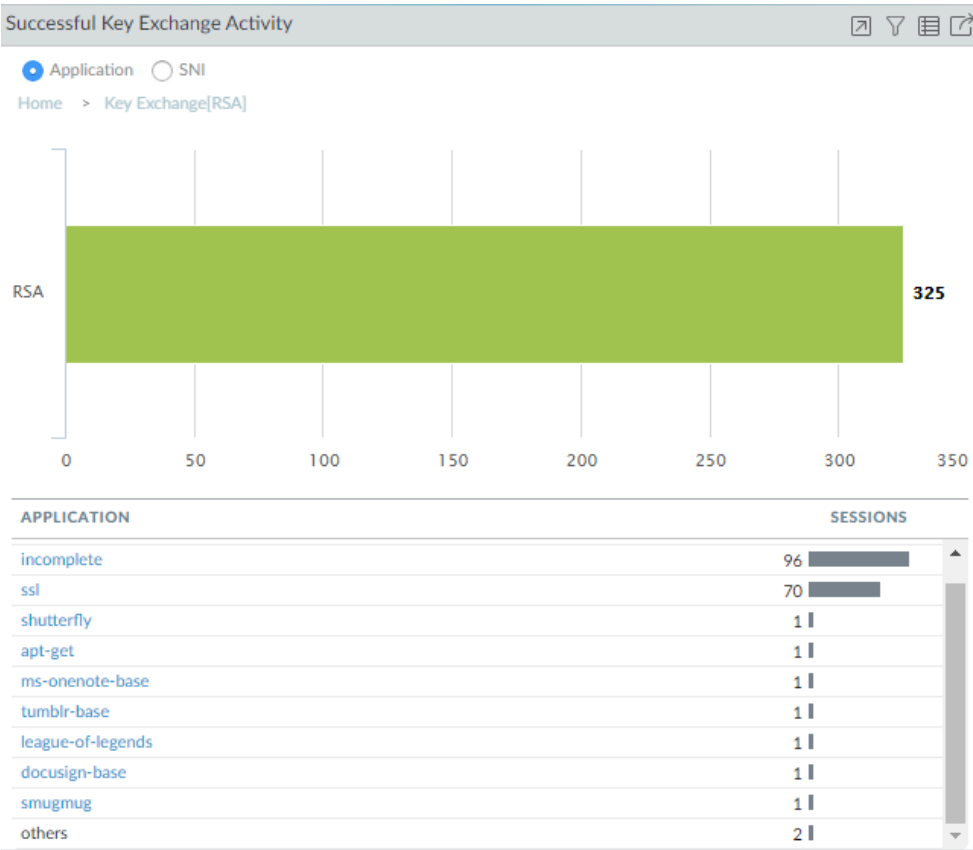 Successful Key Exchange Activity
Application SNI
Home > Key Exchange[RSA]
RSA
325
0 50 100 150 200 250 300 350
APPLICATION SESSIONS
incomplete 96
ssl 70
shutterfly 1
apt-get 1
ms-onenote-base 1
tumblr-base 1
league-of-legends 1
docusign-base 1
smugmug 1
others 2